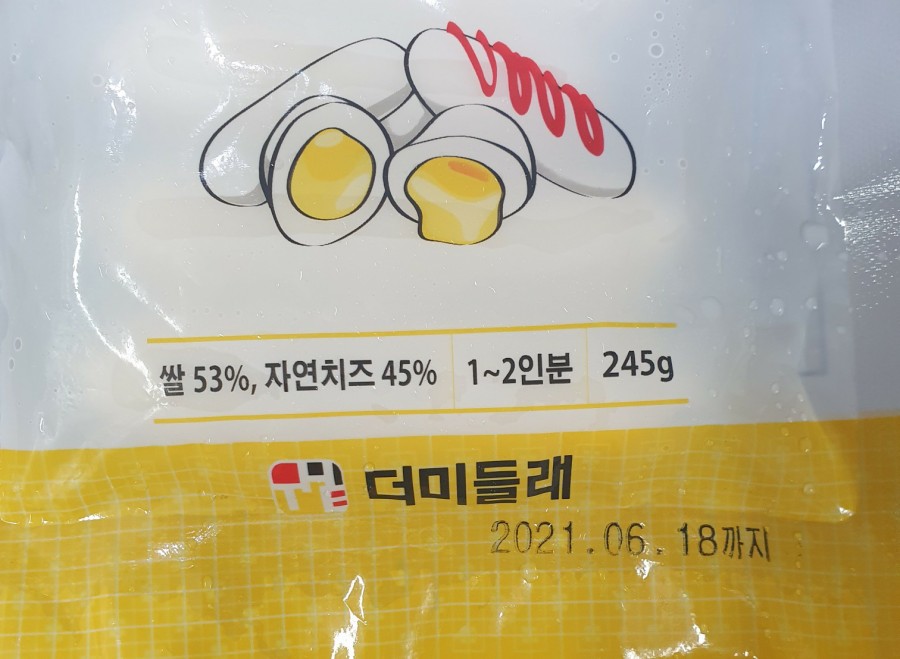 쌀 53%, 자연치즈 45% 1~2인분 245g
더미들래
2021.06.18까지